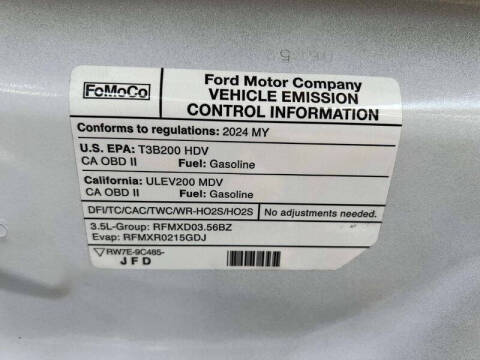 FoMoCo
Ford Motor Company
VEHICLE EMISSION
CONTROL INFORMATION
Conforms to regulations: 2024 MY
U.S. EPA: T3B200 HDV
CA OBD II Fuel: Gasoline
California: ULEV200 MDV
CA OBD II Fuel: Gasoline
DFI/TC/CAC/TWC/WR-HO2S/HO2S No adjustments needed.
3.5L-Group: RFMXD03.56BZ
Evap: RFMXR0215GDJ
RW7E-9C485-
JFD